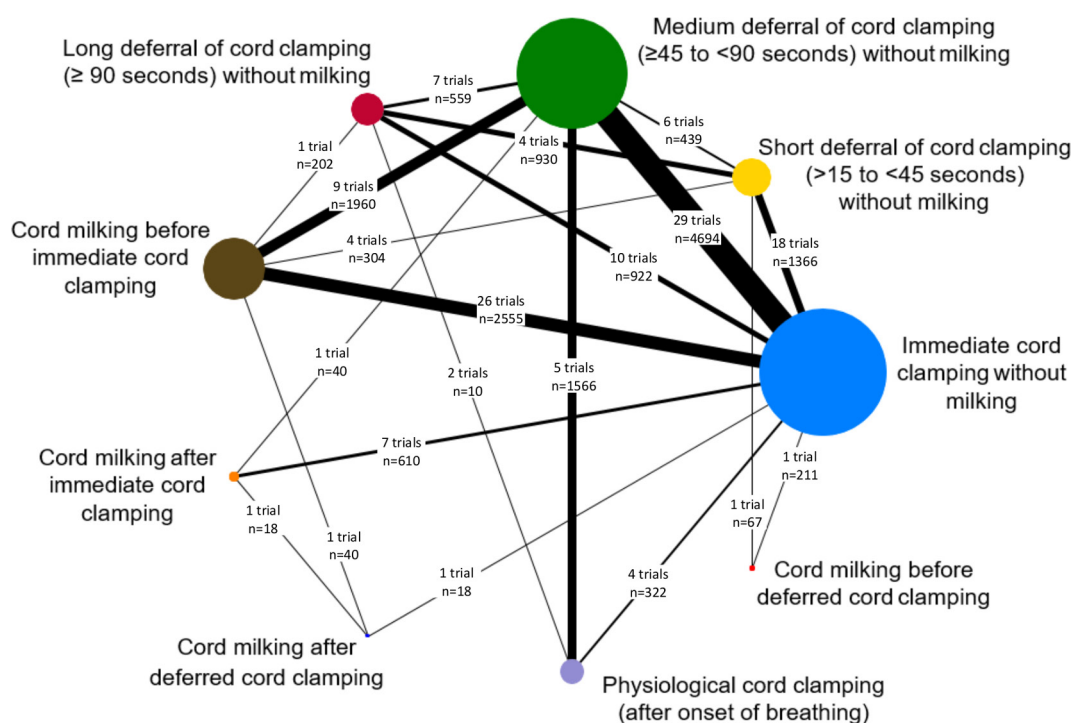 Medium deferral of cord clamping
(≥45 to <90 seconds) without milking
Long deferral of cord clamping
(≥ 90 seconds) without milking
7 trials
n=559
6 trials
n=439
4 trials
n=930
1 trial
n=202
Short deferral of cord clamping
(>15 to <45 seconds)
without milking
9 trials
n=1960
29 trials
n=4694
Cord milking before
immediate cord
clamping
4 trials
n=304
18 trials
n=1366
10 trials
n=922
26 trials
n=2555
Immediate cord
clamping without
milking
1 trial
n=40
2 trials
n=10
5 trials
n=1566
7 trials
n=610
Cord milking after
immediate cord
clamping
1 trial
n=211
1 trial
n=18
1 trial
n=67
1 trial
n=40
1 trial
n=18
4 trials
n=322
Cord milking before
deferred cord clamping
Cord milking after
deferred cord clamping
Physiological cord clamping
(after onset of breathing)